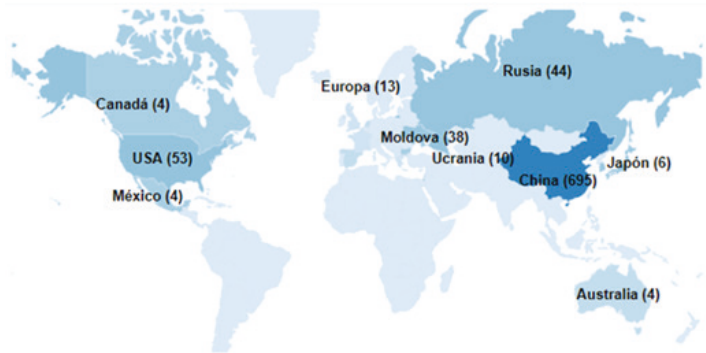 Rusia (44)
Europa (13)
Canadá (4)
Moldova (38)
USA (53)
Ucrania (10)
Japón (6)
China (695)
México (4)
Australia (4)